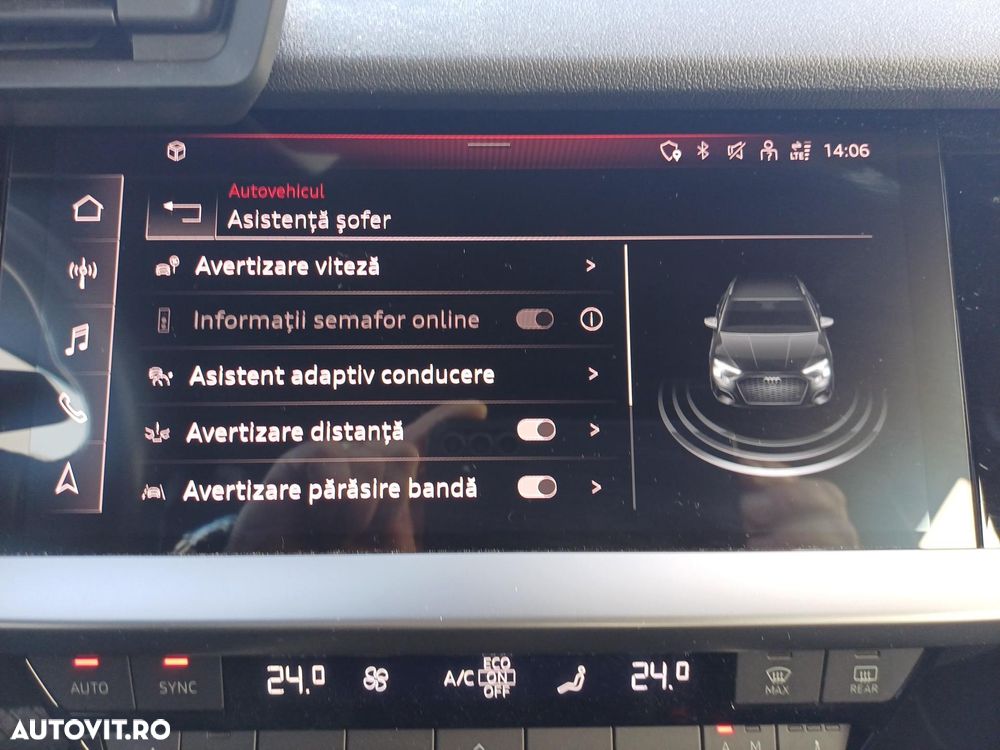 LTE 14:06
Autovehicul
Asistență șofer
Avertizare viteză >
Informații semafor online
Asistent adaptiv conducere >
Avertizare distanță >
Avertizare părăsire bandă >
AUTO SYNC 24.0 A/C ECO ON OFF 24.0 MAX REAR
A M
AUTOVIT.RO